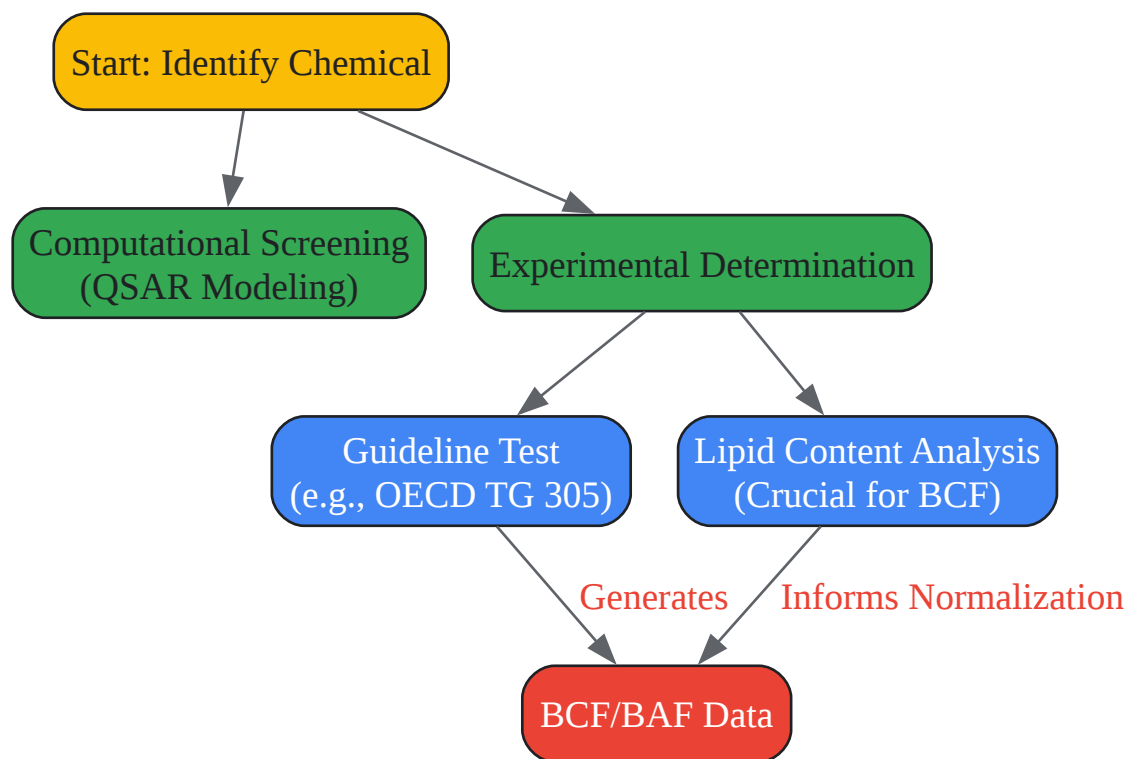 Start: Identify Chemical
Computational Screening
(QSAR Modeling)
Experimental Determination
Guideline Test
(e.g., OECD TG 305)
Lipid Content Analysis
(Crucial for BCF)
Generates
Informs Normalization
BCF/BAF Data